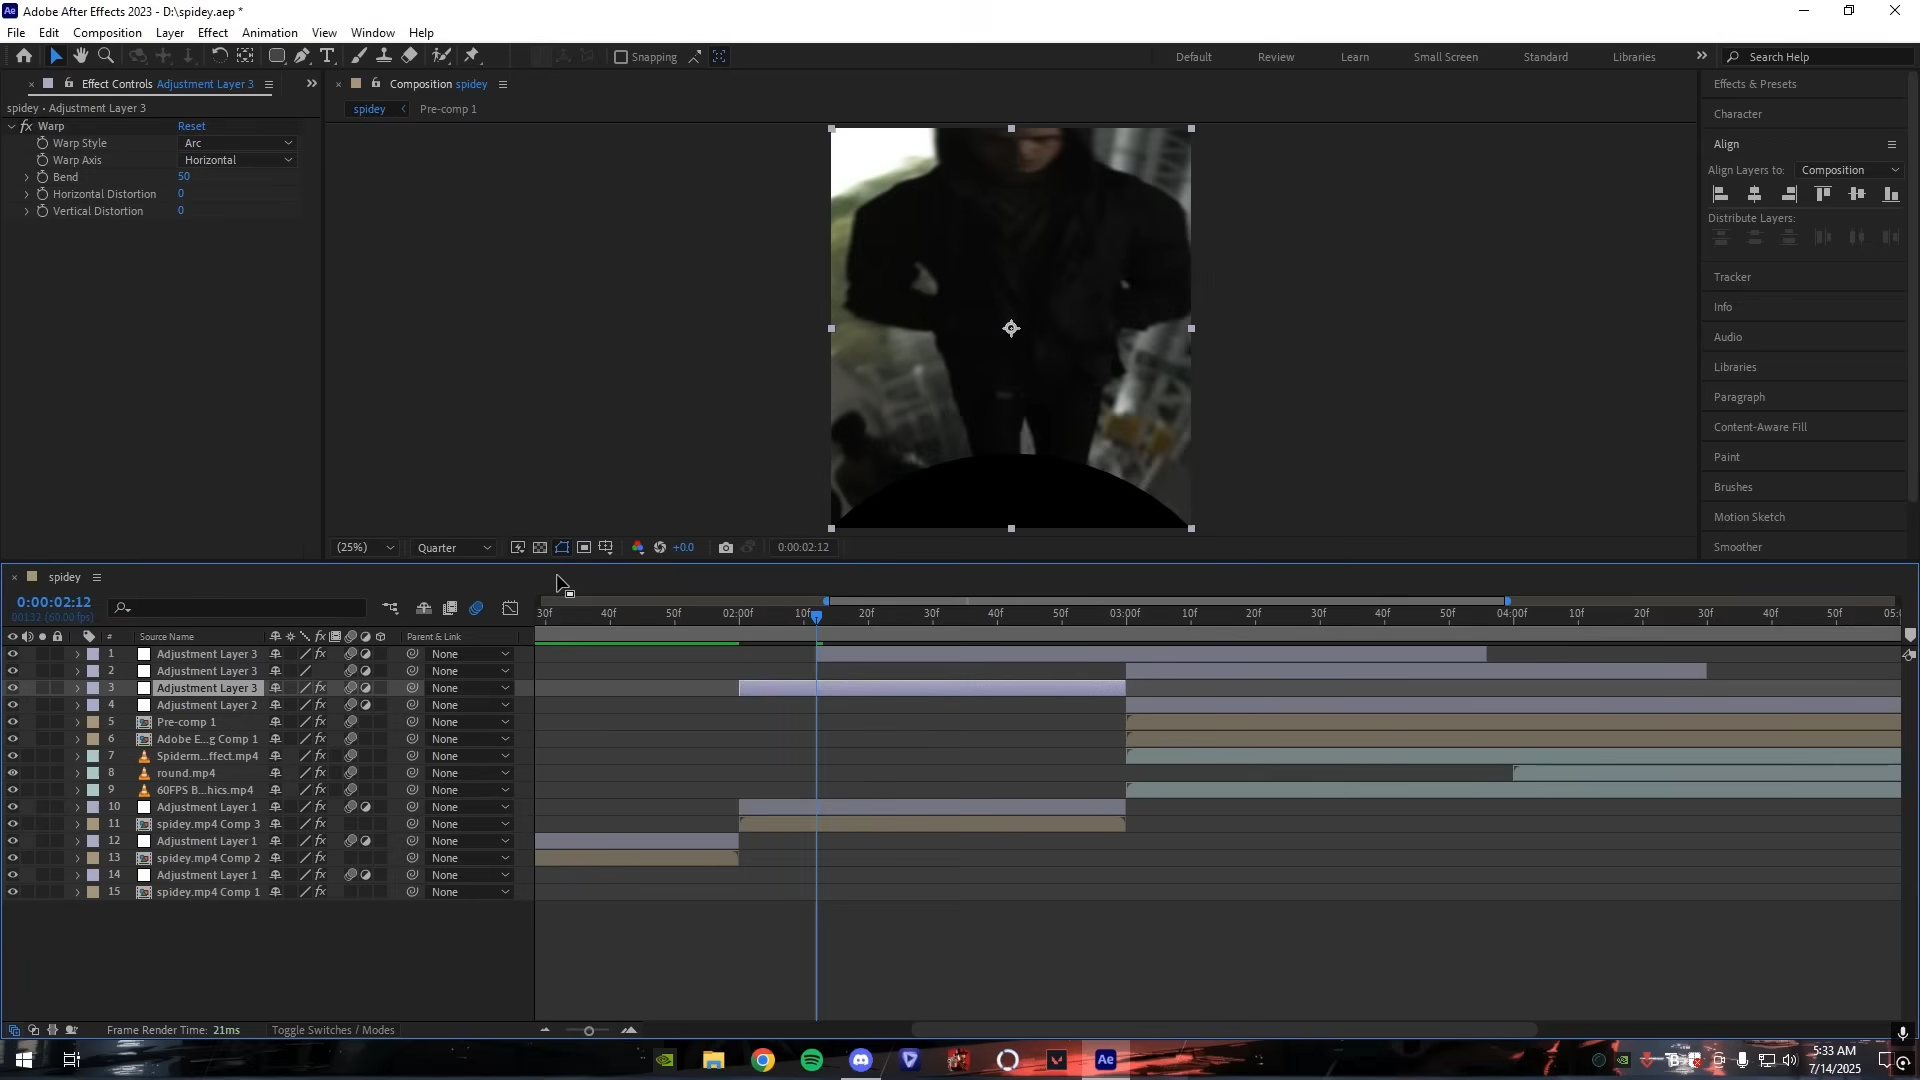 Adobe After Effects 2023 - D:\spidey.aep *
File Edit Composition Layer Effect Animation View Window Help
Snapping
Default Review Learn Small Screen Standard Libraries Search Help
Effect Controls Adjustment Layer 3
Composition spidey
spidey • Adjustment Layer 3
spidey Pre-comp 1
fx Warp Reset
Warp Style Arc
Warp Axis Horizontal
Bend 50
Horizontal Distortion 0
Vertical Distortion 0
Effects & Presets
Character
Align
Align Layers to: Composition
Distribute Layers:
Tracker
Info
Audio
Libraries
Paragraph
Content-Aware Fill
Paint
Brushes
Motion Sketch
Smoother
(25%) Quarter +0.0 0:00:02:12
spidey
0:00:02:12
00132 (60.00 fps)
30f 40f 50f 02:00f 10f 20f 30f 40f 50f 03:00f 10f 20f 30f 40f 50f 04:00f 10f 20f 30f 40f 50f
# Source Name Parent & Link
1 Adjustment Layer 3 None
2 Adjustment Layer 3 None
3 Adjustment Layer 3 None
4 Adjustment Layer 2 None
5 Pre-comp 1 None
6 Adobe E...g Comp 1 None
7 Spiderm...ffect.mp4 None
8 round.mp4 None
9 60FPS B...hics.mp4 None
10 Adjustment Layer 1 None
11 spidey.mp4 Comp 3 None
12 Adjustment Layer 1 None
13 spidey.mp4 Comp 2 None
14 Adjustment Layer 1 None
15 spidey.mp4 Comp 1 None
Frame Render Time: 21ms Toggle Switches / Modes
Ae
5:33 AM
7/14/2025